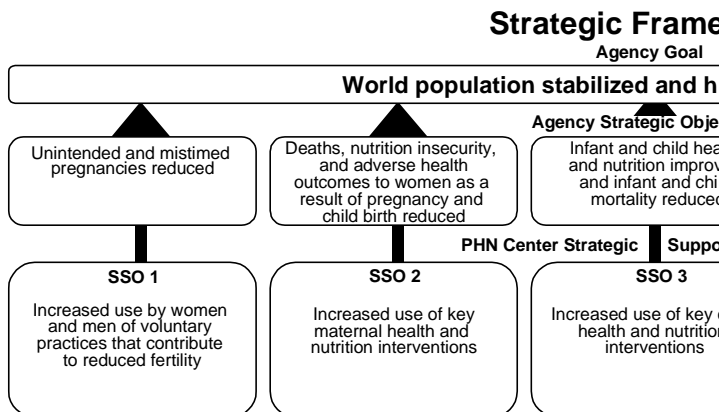 Strategic Frame
Agency Goal
World population stabilized and h
Agency Strategic Obje
Unintended and mistimed
pregnancies reduced
Deaths, nutrition insecurity,
and adverse health
outcomes to women as a
result of pregnancy and
child birth reduced
Infant and child hea
and nutrition improv
and infant and chi
mortality reduced
PHN Center Strategic Suppo
SSO 1
Increased use by women
and men of voluntary
practices that contribute
to reduced fertility
SSO 2
Increased use of key
maternal health and
nutrition interventions
SSO 3
Increased use of key c
health and nutrition
interventions